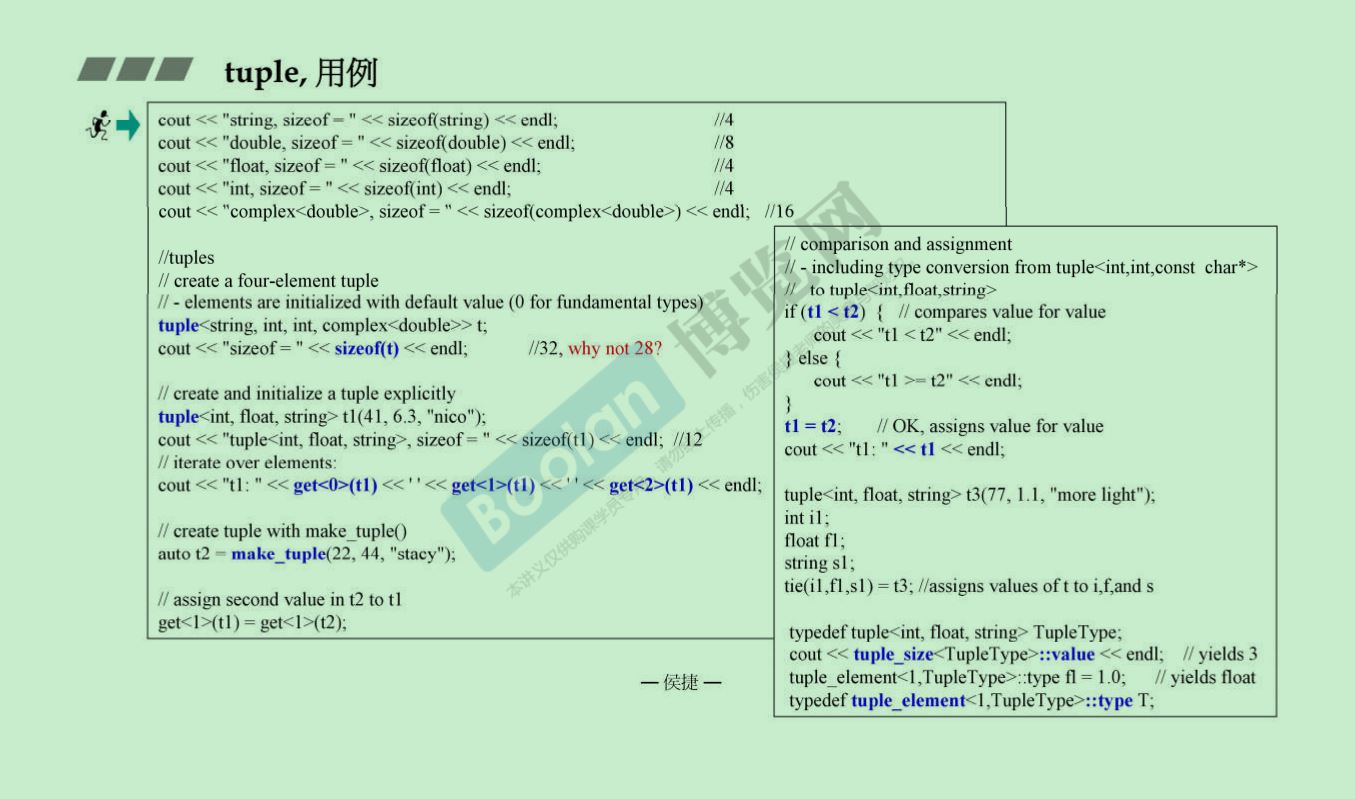 tuple, 用例
cout << "string, sizeof = " << sizeof(string) << endl; //4
cout << "double, sizeof = " << sizeof(double) << endl; //8
cout << "float, sizeof = " << sizeof(float) << endl; //4
cout << "int, sizeof = " << sizeof(int) << endl; //4
cout << "complex<double>, sizeof = " << sizeof(complex<double>) << endl; //16
//tuples
// create a four-element tuple
// - elements are initialized with default value (0 for fundamental types)
tuple<string, int, int, complex<double>> t;
cout << "sizeof = " << sizeof(t) << endl; //32, why not 28?
// create and initialize a tuple explicitly
tuple<int, float, string> t1(41, 6.3, "nico");
cout << "tuple<int, float, string>, sizeof = " << sizeof(t1) << endl; //12
// iterate over elements:
cout << "t1: " << get<0>(t1) << ' ' << get<1>(t1) << ' ' << get<2>(t1) << endl;
// create tuple with make_tuple()
auto t2 = make_tuple(22, 44, "stacy");
// assign second value in t2 to t1
get<1>(t1) = get<1>(t2);
// comparison and assignment
// - including type conversion from tuple<int,int,const char*>
// to tuple<int,float,string>
if (t1 < t2) { // compares value for value
cout << "t1 < t2" << endl;
} else {
cout << "t1 >= t2" << endl;
}
t1 = t2; // OK, assigns value for value
cout << "t1: " << t1 << endl;
tuple<int, float, string> t3(77, 1.1, "more light");
int i1;
float f1;
string s1;
tie(i1,f1,s1) = t3; //assigns values of t to i,f,and s
typedef tuple<int, float, string> TupleType;
cout << tuple_size<TupleType>::value << endl; // yields 3
tuple_element<1,TupleType>::type fl = 1.0; // yields float
typedef tuple_element<1,TupleType>::type T;
— 侯捷 —
Boolan
博览网